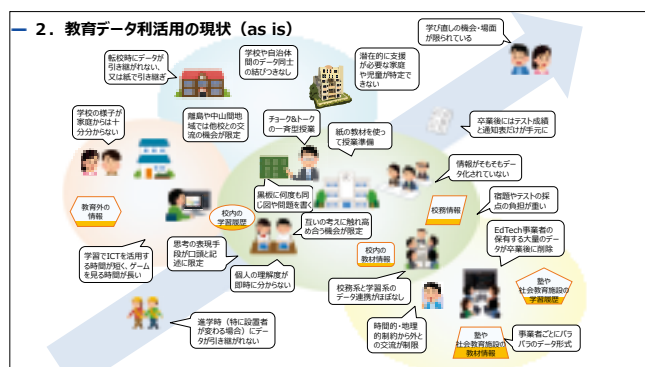 2．教育データ利活用の現状（as is）
転校時にデータが
引き継がれない、
又は紙で引き継ぎ
学校や自治体
間のデータ同士
の結びつきなし
潜在的に支援
が必要な家庭
や児童が特定で
きない
学び直しの機会・場面
が限られている
学校の様子が
家庭からは十
分分からない
離島や中山間地
域では他校との交
流の機会が限定
チョーク&トーク
の一斉型授業
紙の教材を使っ
て授業準備
卒業後にはテスト成績
と通知表だけが手元に
情報がそもそもデー
タ化されていない
教育外の
情報
黒板に何度も同
じ図や問題を書く
校務情報
宿題やテストの採
点の負担が重い
校内の
学習履歴
互いの考えに触れ高
め合う機会が限定
学習でICTを活用す
る時間が短く、ゲーム
を見る時間が長い
思考の表現手
段が口頭と記
述に限定
校内の
教材情報
EdTech事業者の
保有する大量のデー
タが卒業後に削除
個人の理解度が
即時に分からない
校務系と学習系の
データ連携がほぼなし
塾や
社会教育施設の
学習履歴
進学時（特に設置者
が変わる場合）にデー
タが引き継がれない
時間的・地理
的制約から外と
の交流が制限
塾や
社会教育施設の
教材情報
事業者ごとにバラ
バラのデータ形式